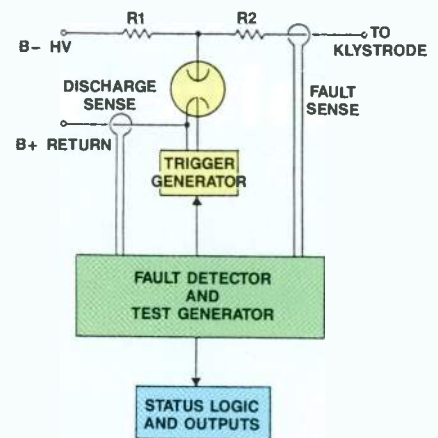 R1
R2
B- HV
TO
KLYSTRODE
DISCHARGE
SENSE
FAULT
SENSE
B+ RETURN
TRIGGER
GENERATOR
FAULT DETECTOR
AND
TEST GENERATOR
STATUS LOGIC
AND OUTPUTS